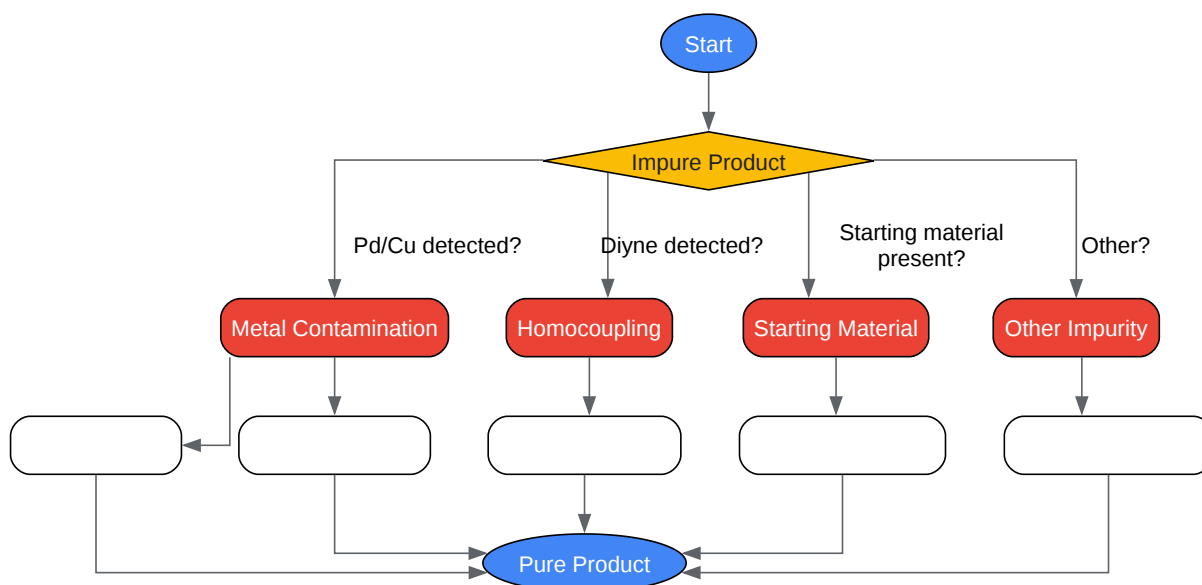 Start
Impure Product
Pd/Cu detected?
Diyne detected?
Starting material
present?
Other?
Metal Contamination
Homocoupling
Starting Material
Other Impurity
Pure Product